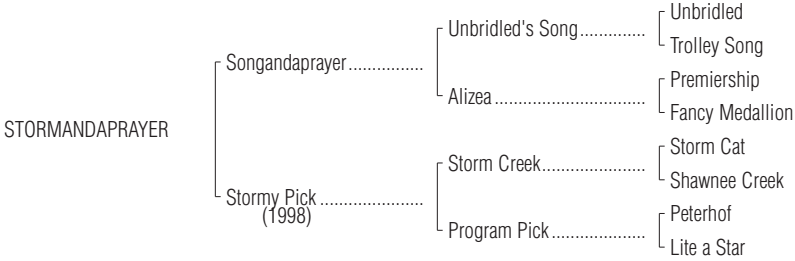 Unbridled
Unbridled's Song..............
Trolley Song
Songandaprayer................
Premiership
Alizea................................
Fancy Medallion
STORMANDAPRAYER
Storm Cat
Storm Creek......................
Shawnee Creek
Stormy Pick......................
(1998)
Peterhof
Program Pick....................
Lite a Star